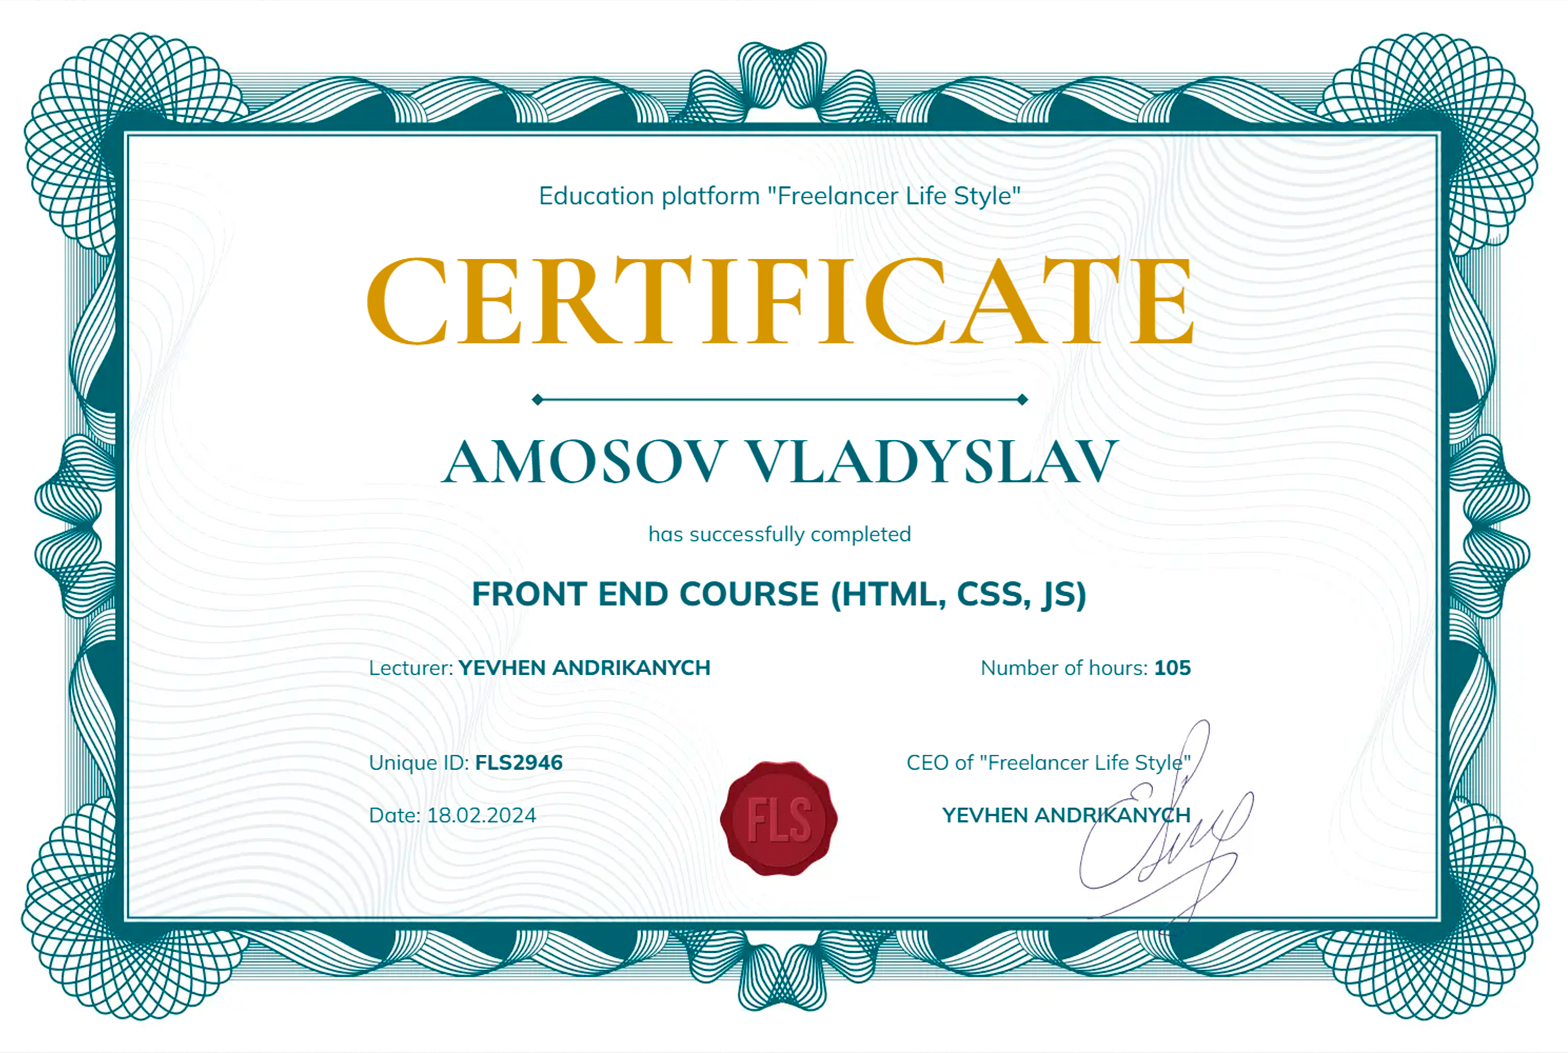 Education platform "Freelancer Life Style"
CERTIFICATE
AMOSOV VLADYSLAV
has successfully completed
FRONT END COURSE (HTML, CSS, JS)
Lecturer: YEVHEN ANDRIKANYCH
Number of hours: 105
Unique ID: FLS2946
CEO of "Freelancer Life Style"
Date: 18.02.2024
FLS
YEVHEN ANDRIKANYCH